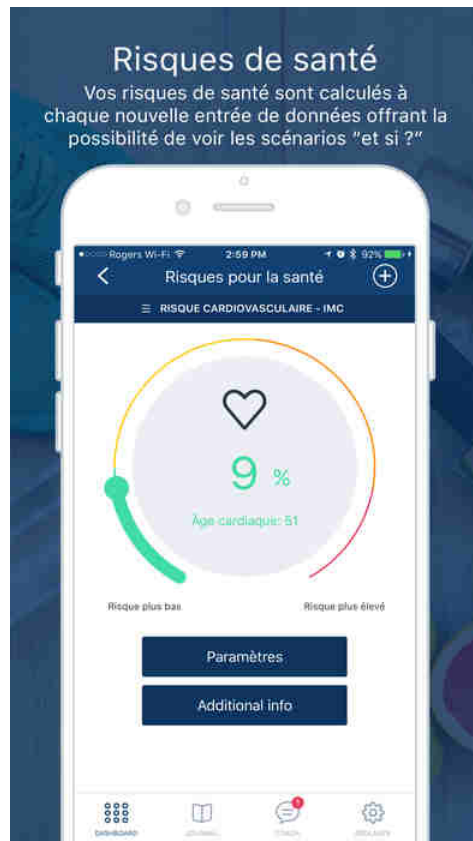 Risques de santé
Vos risques de santé sont calculés à
chaque nouvelle entrée de données offrant la
possibilité de voir les scénarios "et si ?"
Rogers Wi-Fi 2:59 PM 92%
Risques pour la santé
RISQUE CARDIOVASCULAIRE - IMC
9 %
Âge cardiaque: 51
Risque plus bas Risque plus élevé
Paramètres
Additional info
DASHBOARD JOURNAL